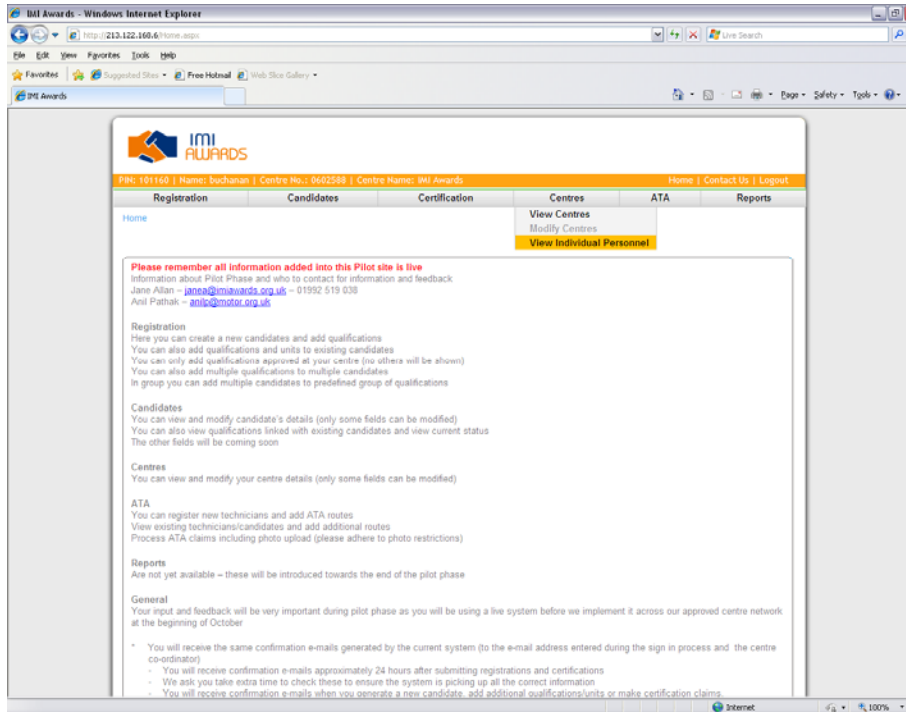 IMI Awards - Windows Internet Explorer
http://213.122.160.6/Home.aspx
Live Search
File Edit View Favorites Tools Help
Favorites Suggested Sites Free Hotmail Web Slice Gallery
IMI Awards
Page Safety Tools
IMI
AWARDS
PIN: 101160 | Name: buchanan | Centre No.: 0602588 | Centre Name: IMI Awards Home | Contact Us | Logout
Registration Candidates Certification Centres ATA Reports
Home
View Centres
Modify Centres
View Individual Personnel
Please remember all information added into this Pilot site is live
Information about Pilot Phase and who to contact for information and feedback
Jane Allan – janea@imiawards.org.uk – 01992 519 038
Anil Pathak – anilp@motor.org.uk
Registration
Here you can create a new candidates and add qualifications
You can also add qualifications and units to existing candidates
You can only add qualifications approved at your centre (no others will be shown)
You can also add multiple qualifications to multiple candidates
In group you can add multiple candidates to predefined group of qualifications
Candidates
You can view and modify candidate's details (only some fields can be modified)
You can also view qualifications linked with existing candidates and view current status
The other fields will be coming soon
Centres
You can view and modify your centre details (only some fields can be modified)
ATA
You can register new technicians and add ATA routes
View existing technicians/candidates and add additional routes
Process ATA claims including photo upload (please adhere to photo restrictions)
Reports
Are not yet available – these will be introduced towards the end of the pilot phase
General
Your input and feedback will be very important during pilot phase as you will be using a live system before we implement it across our approved centre network
at the beginning of October
* You will receive the same confirmation e-mails generated by the current system (to the e-mail address entered during the sign in process and the centre
co-ordinator)
- You will receive confirmation e-mails approximately 24 hours after submitting registrations and certifications
- We ask you take extra time to check these to ensure the system is picking up all the correct information
- You will receive confirmation e-mails when you generate a new candidate, add additional qualifications/units or make certification claims.
Internet 100%